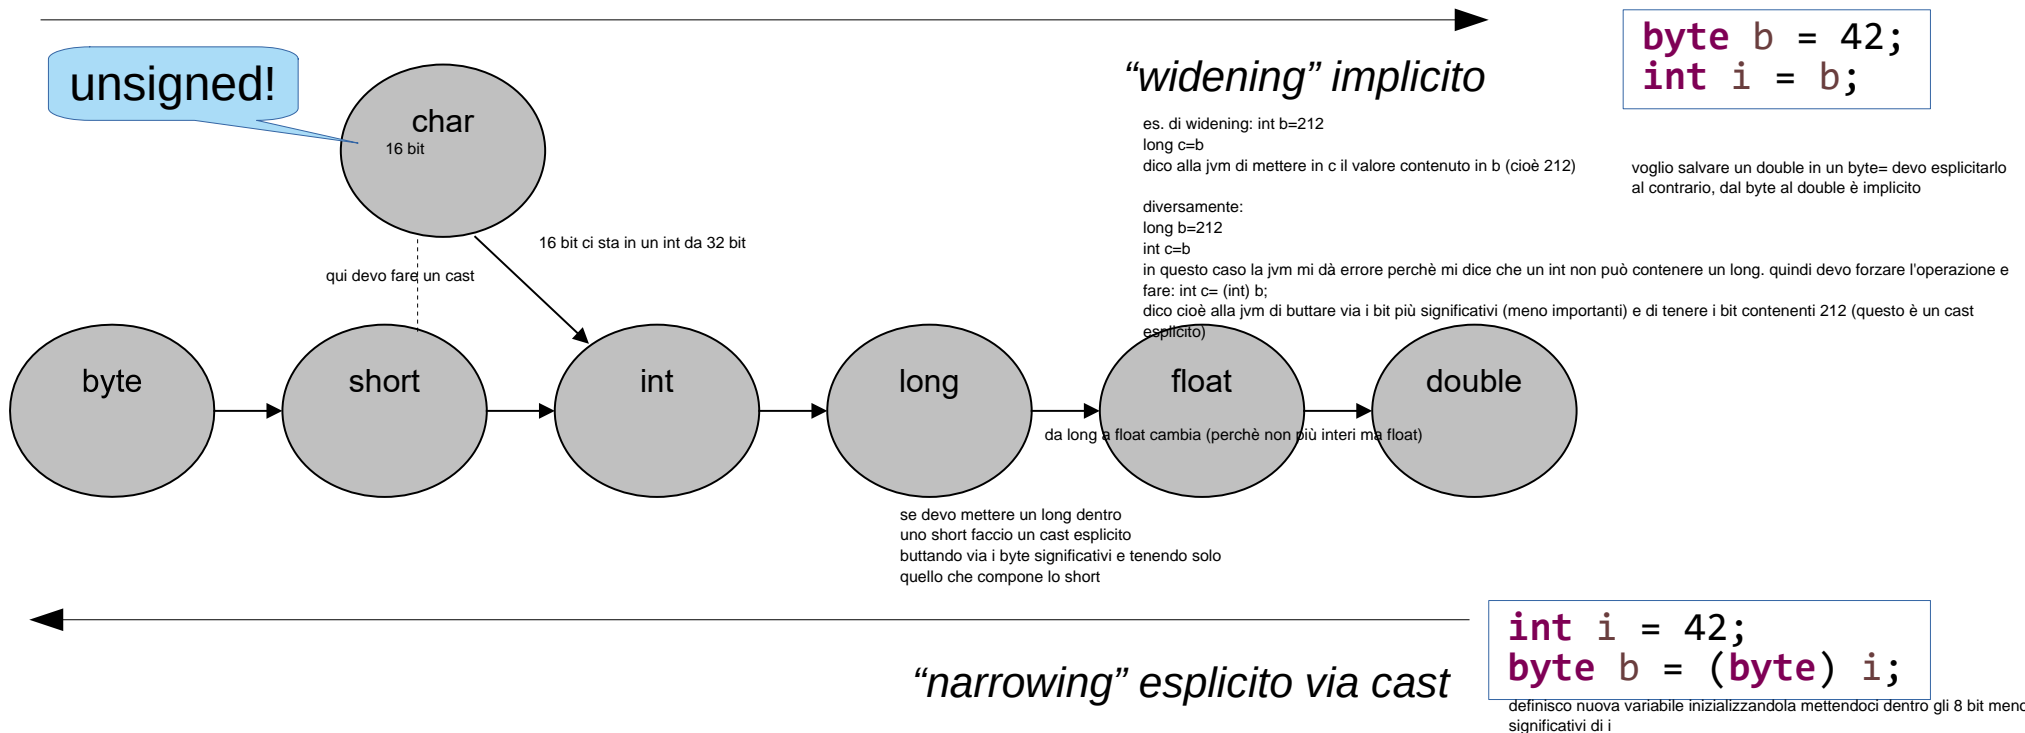 unsigned!
char
16 bit
“widening” implicito
byte b = 42;
int i = b;
es. di widening: int b=212
long c=b
dico alla jvm di mettere in c il valore contenuto in b (cioè 212)
voglio salvare un double in un byte= devo esplicitarlo
al contrario, dal byte al double è implicito
diversamente:
long b=212
int c=b
in questo caso la jvm mi dà errore perchè mi dice che un int non può contenere un long. quindi devo forzare l'operazione e
fare: int c= (int) b;
dico cioè alla jvm di buttare via i bit più significativi (meno importanti) e di tenere i bit contenenti 212 (questo è un cast
esplicito)
16 bit ci sta in un int da 32 bit
qui devo fare un cast
byte
short
int
long
float
double
da long a float cambia (perchè non più interi ma float)
se devo mettere un long dentro
uno short faccio un cast esplicito
buttando via i byte significativi e tenendo solo
quello che compone lo short
“narrowing” esplicito via cast
int i = 42;
byte b = (byte) i;
definisco nuova variabile inizializzandola mettendoci dentro gli 8 bit meno
significativi di i